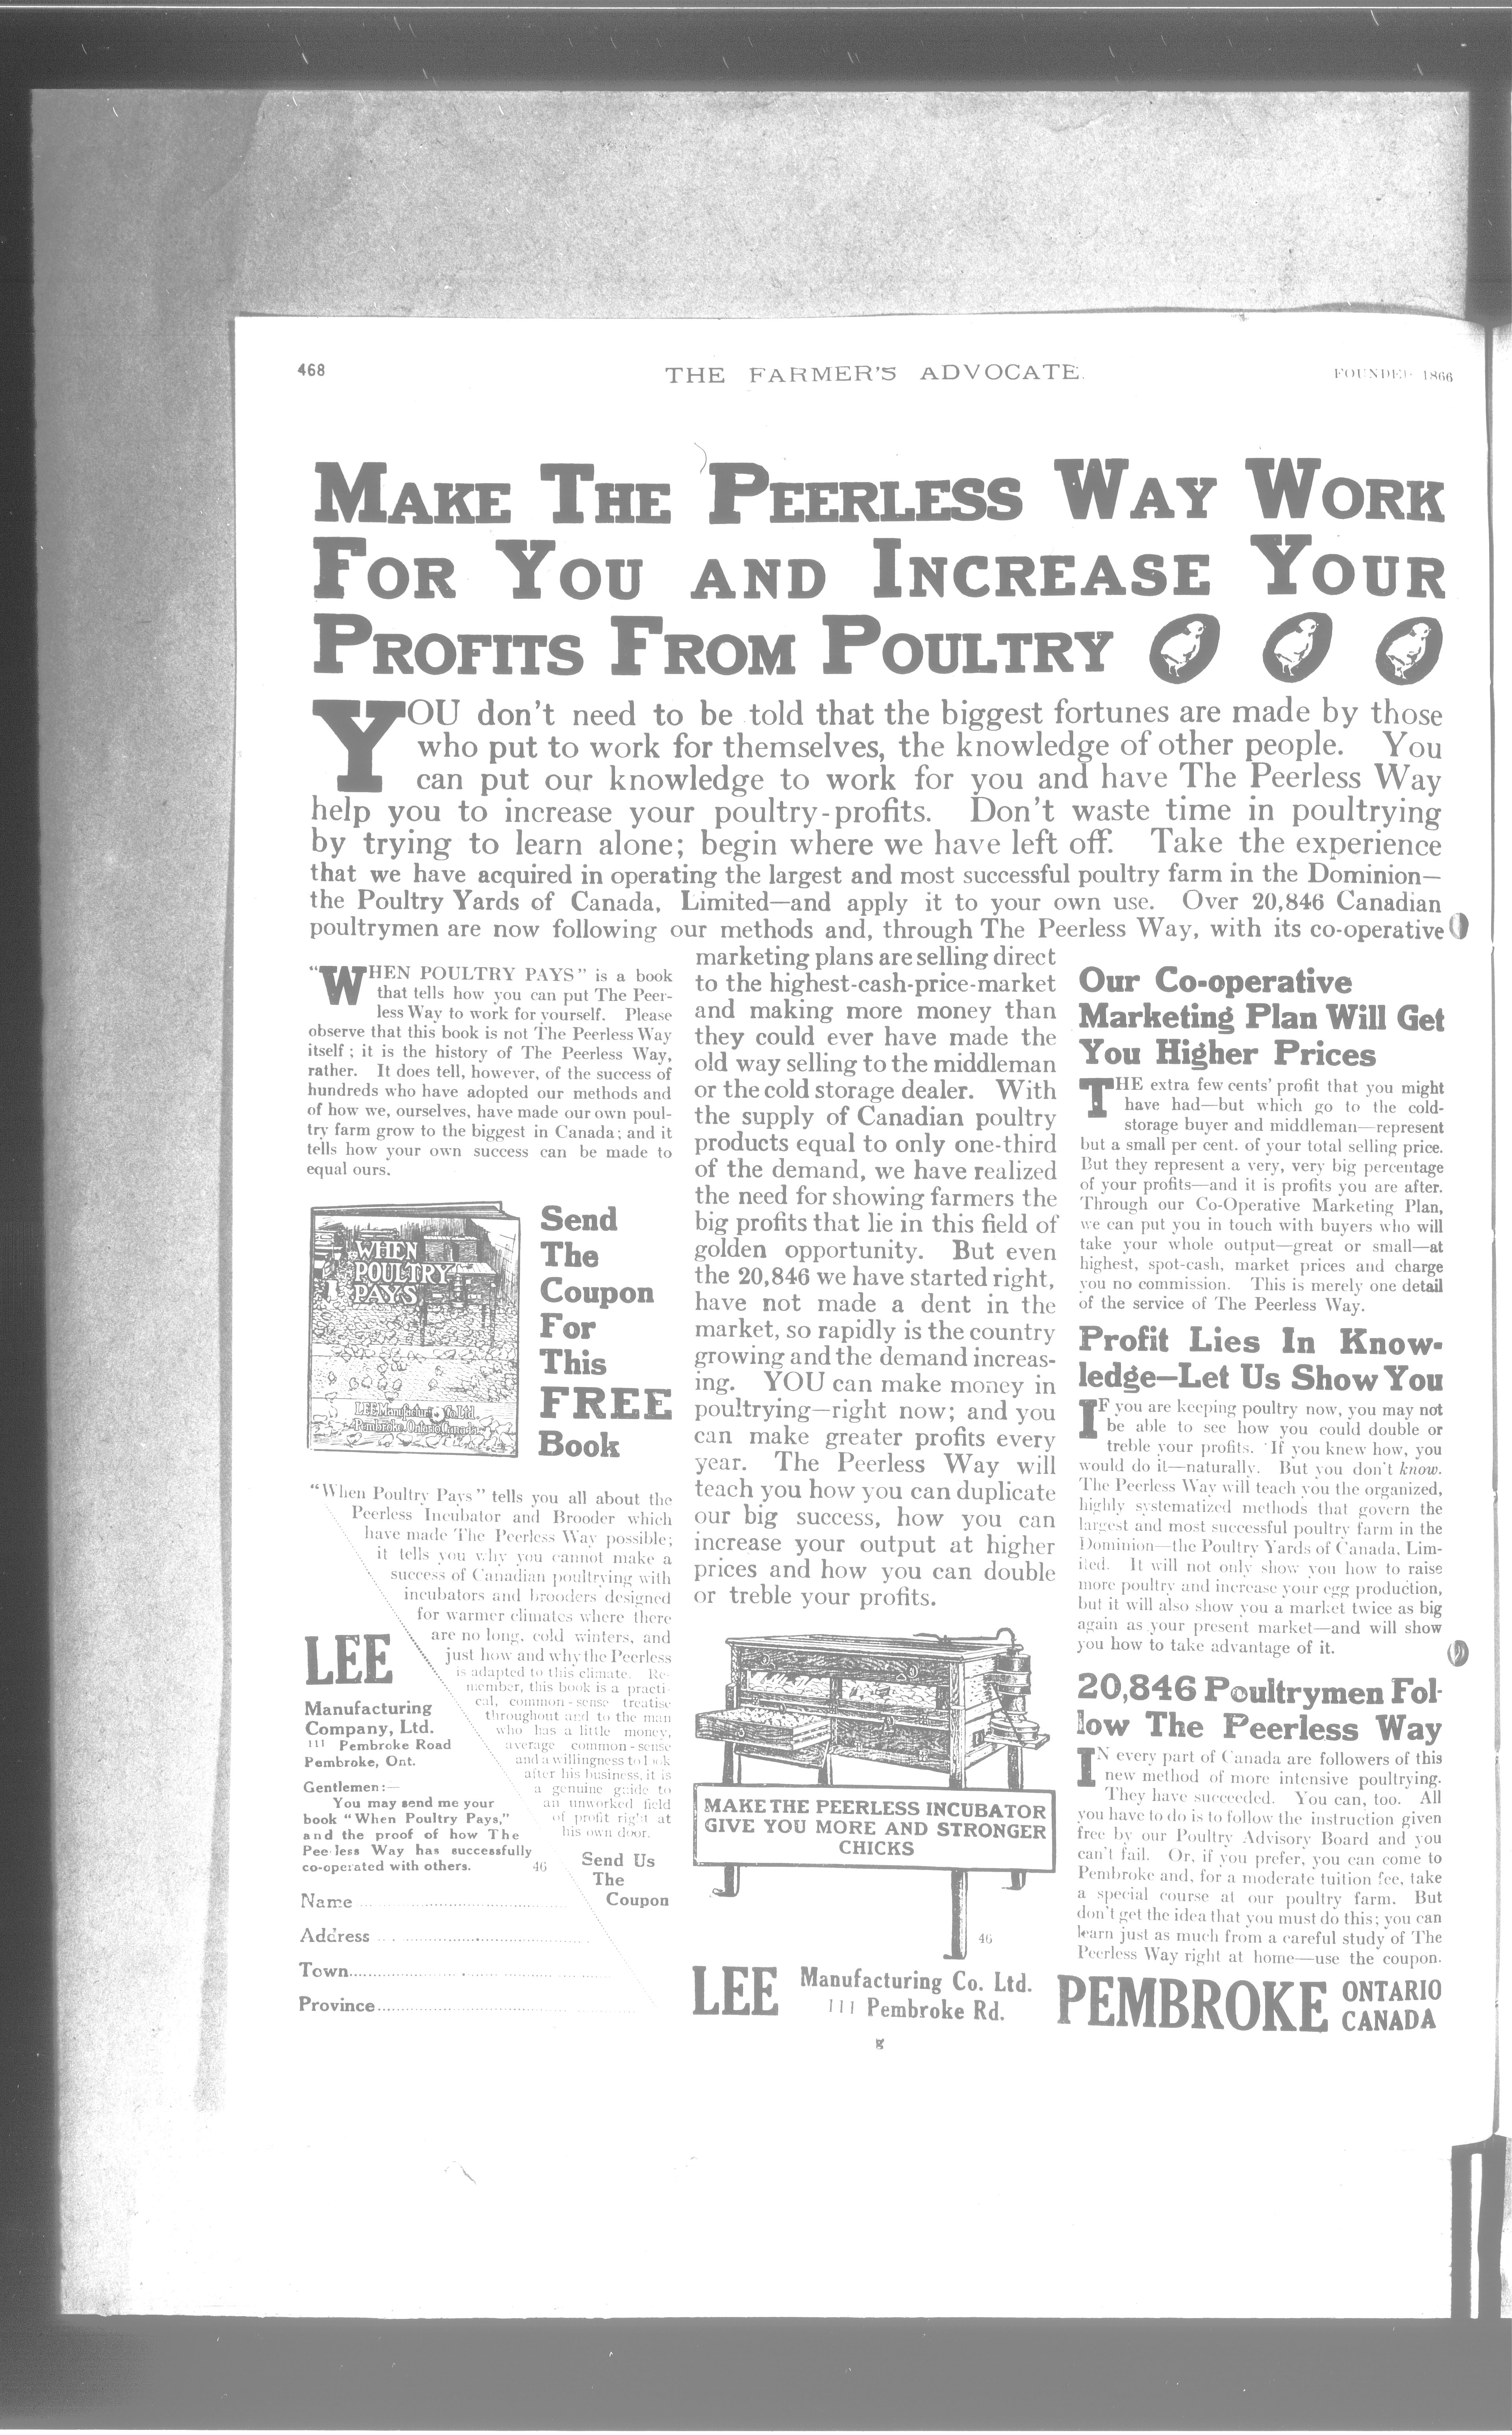 468
THE FARMER'S ADVOCATE.
FOUNDED 1866
MAKE THE PEERLESS WAY WORK
FOR YOU AND INCREASE YOUR
PROFITS FROM POULTRY
YOU don't need to be told that the biggest fortunes are made by those
who put to work for themselves, the knowledge of other people. You
can put our knowledge to work for you and have The Peerless Way
help you to increase your poultry-profits. Don't waste time in poultrying
by trying to learn alone; begin where we have left off. Take the experience
that we have acquired in operating the largest and most successful poultry farm in the Dominion—
the Poultry Yards of Canada, Limited—and apply it to your own use. Over 20,846 Canadian
poultrymen are now following our methods and, through The Peerless Way, with its co-operative
marketing plans are selling direct
to the highest-cash-price-market
and making more money than
they could ever have made the
old way selling to the middleman
or the cold storage dealer. With
the supply of Canadian poultry
products equal to only one-third
of the demand, we have realized
the need for showing farmers the
big profits that lie in this field of
golden opportunity. But even
the 20,846 we have started right,
have not made a dent in the
market, so rapidly is the country
growing and the demand increas-
ing. YOU can make money in
poultrying—right now; and you
can make greater profits every
year. The Peerless Way will
teach you how you can duplicate
our big success, how you can
increase your output at higher
prices and how you can double
or treble your profits.
"WHEN POULTRY PAYS" is a book
that tells how you can put The Peer-
less Way to work for yourself. Please
observe that this book is not The Peerless Way
itself; it is the history of The Peerless Way,
rather. It does tell, however, of the success of
hundreds who have adopted our methods and
of how we, ourselves, have made our own poul-
try farm grow to the biggest in Canada; and it
tells how your own success can be made to
equal ours.
WHEN
POULTRY
PAYS
LEE Manufacturing Co. Ltd.
Pembroke, Ontario Canada
Send
The
Coupon
For
This
FREE
Book
"When Poultry Pays" tells you all about the
Peerless Incubator and Brooder which
have made The Peerless Way possible;
it tells you why you cannot make a
success of Canadian poultrying with
incubators and brooders designed
for warmer climates where there
are no long, cold winters, and
just how and why the Peerless
is adapted to this climate. Re-
member, this book is a practi-
cal, common-sense treatise
throughout and to the man
who has a little money,
average common-sense
and a willingness to look
after his business, it is
a genuine guide to
an unworked field
of profit right at
his own door.
Send Us
The
Coupon
LEE
Manufacturing
Company, Ltd.
111 Pembroke Road
Pembroke, Ont.
Gentlemen:—
You may send me your
book "When Poultry Pays,"
and the proof of how The
Peerless Way has successfully
co-operated with others. 46
Name
Address
Town
Province
MAKE THE PEERLESS INCUBATOR
GIVE YOU MORE AND STRONGER
CHICKS
46
Our Co-operative
Marketing Plan Will Get
You Higher Prices
THE extra few cents' profit that you might
have had—but which go to the cold-
storage buyer and middleman—represent
but a small per cent. of your total selling price.
But they represent a very, very big percentage
of your profits—and it is profits you are after.
Through our Co-Operative Marketing Plan,
we can put you in touch with buyers who will
take your whole output—great or small—at
highest, spot-cash, market prices and charge
you no commission. This is merely one detail
of the service of The Peerless Way.
Profit Lies In Know-
ledge—Let Us Show You
IF you are keeping poultry now, you may not
be able to see how you could double or
treble your profits. If you knew how, you
would do it—naturally. But you don't know.
The Peerless Way will teach you the organized,
highly systematized methods that govern the
largest and most successful poultry farm in the
Dominion—the Poultry Yards of Canada, Lim-
ited. It will not only show you how to raise
more poultry and increase your egg production,
but it will also show you a market twice as big
again as your present market—and will show
you how to take advantage of it.
20,846 Poultrymen Fol-
low The Peerless Way
IN every part of Canada are followers of this
new method of more intensive poultrying.
They have succeeded. You can, too. All
you have to do is to follow the instruction given
free by our Poultry Advisory Board and you
can't fail. Or, if you prefer, you can come to
Pembroke and, for a moderate tuition fee, take
a special course at our poultry farm. But
don't get the idea that you must do this; you can
learn just as much from a careful study of The
Peerless Way right at home—use the coupon.
LEE Manufacturing Co. Ltd.
111 Pembroke Rd.
PEMBROKE ONTARIO
CANADA
g